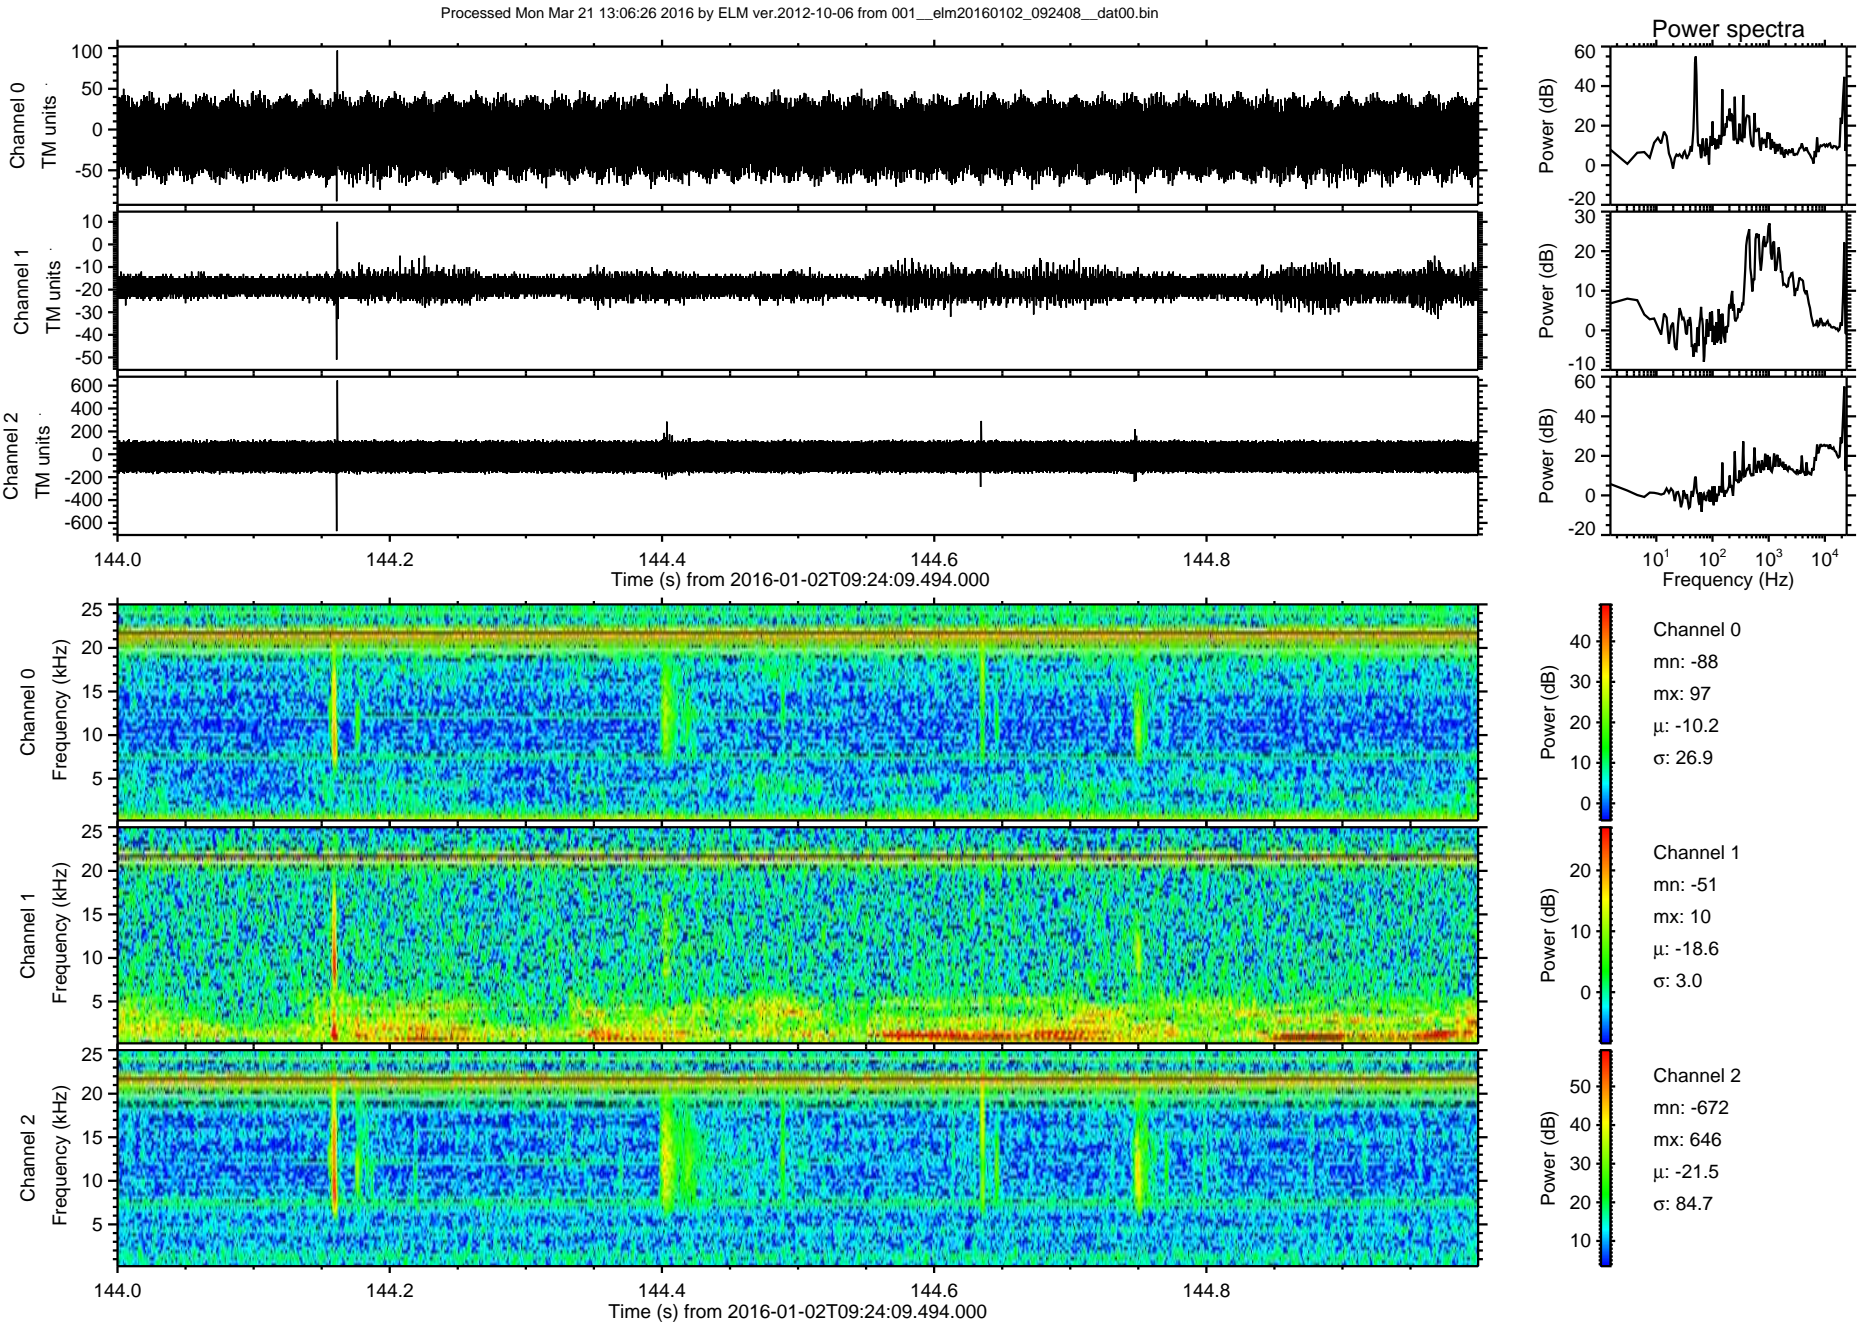 Processed Mon Mar 21 13:06:26 2016 by ELM ver.2012-10-06 from 001__elm20160102_092408__dat00.bin
Power spectra
Channel 0
TM units
100
50
0
-50
Power (dB)
60
40
20
0
-20
Channel 1
TM units
10
0
-10
-20
-30
-40
-50
Power (dB)
30
20
10
0
-10
Channel 2
TM units
600
400
200
0
-200
-400
-600
Power (dB)
60
40
20
0
-20
144.0 144.2 144.4 144.6 144.8
Time (s) from 2016-01-02T09:24:09.494.000
10^1 10^2 10^3 10^4
Frequency (Hz)
Channel 0
Frequency (kHz)
25
20
15
10
5
Power (dB)
40
30
20
10
0
Channel 0
mn: -88
mx: 97
μ: -10.2
σ: 26.9
Channel 1
Frequency (kHz)
25
20
15
10
5
Power (dB)
20
10
0
Channel 1
mn: -51
mx: 10
μ: -18.6
σ: 3.0
Channel 2
Frequency (kHz)
25
20
15
10
5
Power (dB)
50
40
30
20
10
Channel 2
mn: -672
mx: 646
μ: -21.5
σ: 84.7
144.0 144.2 144.4 144.6 144.8
Time (s) from 2016-01-02T09:24:09.494.000